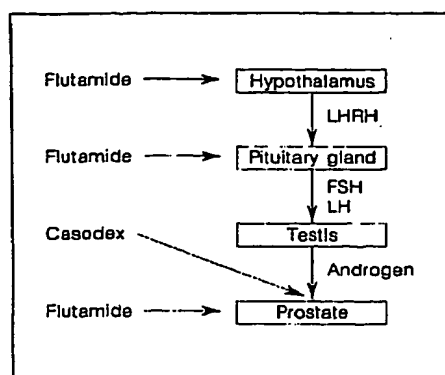 Flutamide Hypothalamus
LHRH
Flutamide Pituitary gland
FSH
LH
Casodex Testis
Androgen
Flutamide Prostate